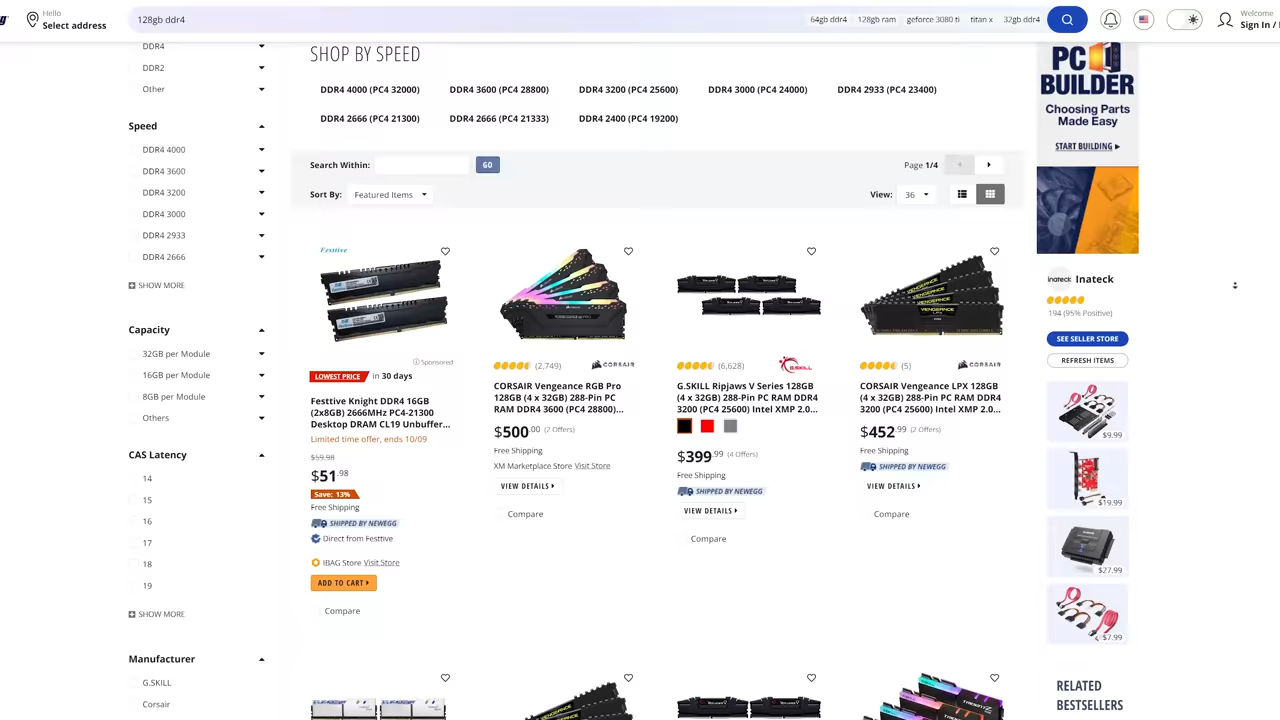 Hello
Select address
128gb ddr4
64gb ddr4 128gb ram geforce 3080 ti titan x 32gb ddr4
Welcome
Sign In /
DDR4
DDR2
Other
Speed
DDR4 4000
DDR4 3600
DDR4 3200
DDR4 3000
DDR4 2933
DDR4 2666
SHOW MORE
Capacity
32GB per Module
16GB per Module
8GB per Module
Others
CAS Latency
14
15
16
17
18
19
SHOW MORE
Manufacturer
G.SKILL
Corsair
SHOP BY SPEED
DDR4 4000 (PC4 32000) DDR4 3600 (PC4 28800) DDR4 3200 (PC4 25600) DDR4 3000 (PC4 24000) DDR4 2933 (PC4 23400)
DDR4 2666 (PC4 21300) DDR4 2666 (PC4 21333) DDR4 2400 (PC4 19200)
Search Within: GO
Page 1/4
Sort By: Featured Items
View: 36
Festtive
Sponsored
LOWEST PRICE in 30 days
Festtive Knight DDR4 16GB
(2x8GB) 2666MHz PC4-21300
Desktop DRAM CL19 Unbuffer...
Limited time offer, ends 10/09
$59.98
$51.98
Save: 13%
Free Shipping
SHIPPED BY NEWEGG
Direct from Festtive
IBAG Store Visit Store
ADD TO CART
Compare
(2,749) CORSAIR
CORSAIR Vengeance RGB Pro
128GB (4 x 32GB) 288-Pin PC
RAM DDR4 3600 (PC4 28800)...
$500.00 (2 Offers)
Free Shipping
XM Marketplace Store Visit Store
VIEW DETAILS
Compare
(6,628) G.SKILL
G.SKILL Ripjaws V Series 128GB
(4 x 32GB) 288-Pin PC RAM DDR4
3200 (PC4 25600) Intel XMP 2.0...
$399.99 (4 Offers)
Free Shipping
SHIPPED BY NEWEGG
VIEW DETAILS
Compare
VENGEANCE
VENGEANCE
VENGEANCE
VENGEANCE
(5) CORSAIR
CORSAIR Vengeance LPX 128GB
(4 x 32GB) 288-Pin PC RAM DDR4
3200 (PC4 25600) Intel XMP 2.0...
$452.99 (2 Offers)
Free Shipping
SHIPPED BY NEWEGG
VIEW DETAILS
Compare
PC
BUILDER
Choosing Parts
Made Easy
START BUILDING
inateck Inateck
194 (95% Positive)
SEE SELLER STORE
REFRESH ITEMS
$9.99
$19.99
$27.99
$7.99
RELATED
BESTSELLERS